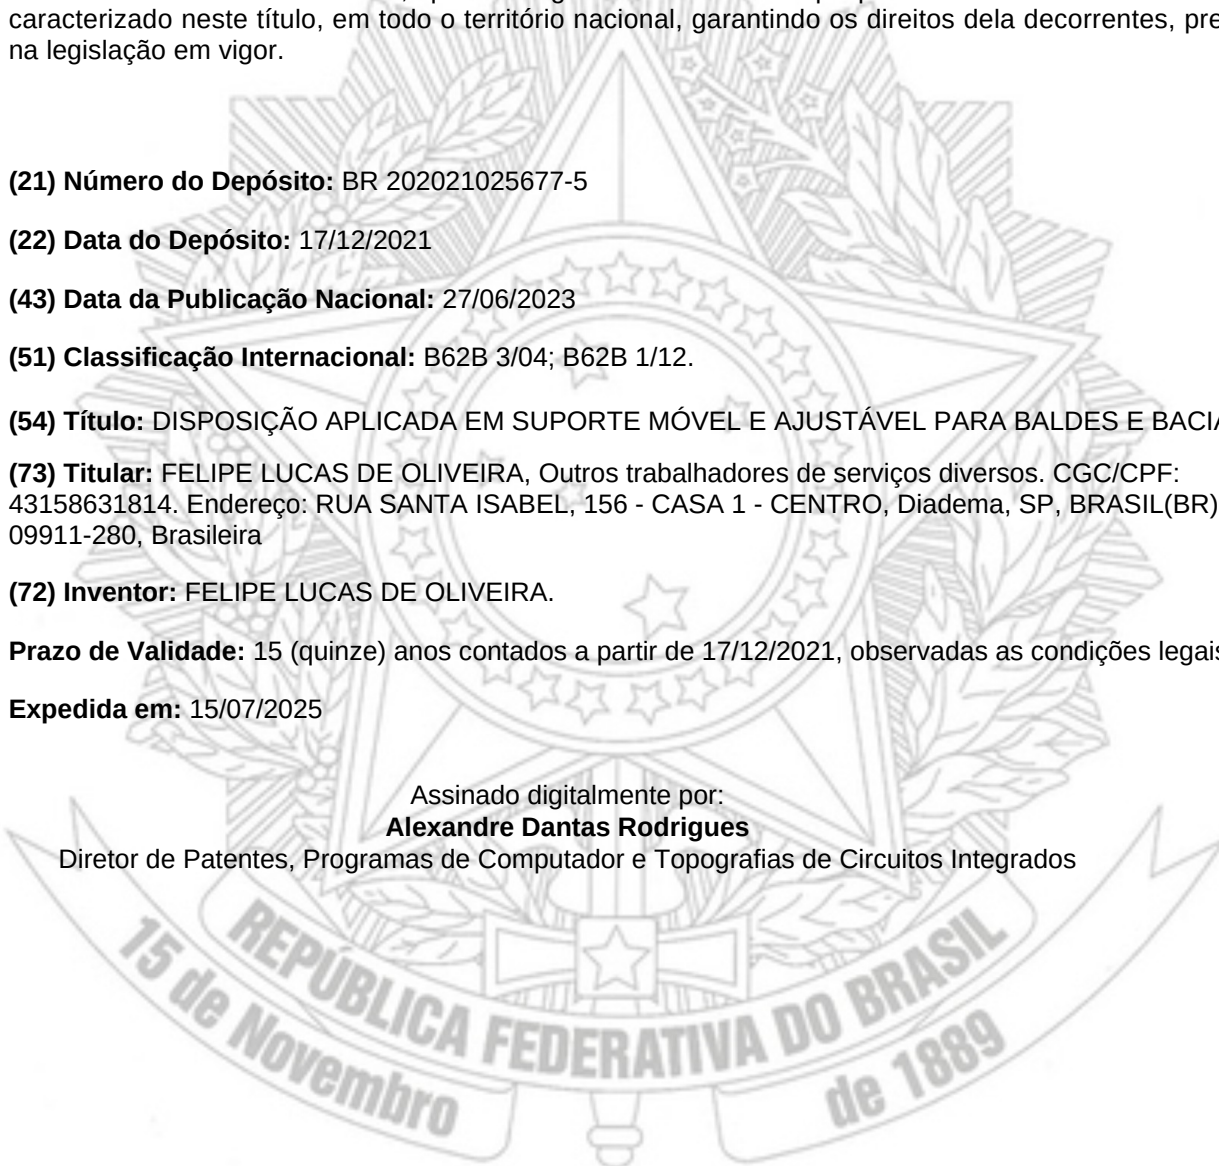 caracterizado neste título, em todo o território nacional, garantindo os direitos dela decorrentes, pre
na legislação em vigor.
(21) Número do Depósito: BR 202021025677-5
(22) Data do Depósito: 17/12/2021
(43) Data da Publicação Nacional: 27/06/2023
(51) Classificação Internacional: B62B 3/04; B62B 1/12.
(54) Título: DISPOSIÇÃO APLICADA EM SUPORTE MÓVEL E AJUSTÁVEL PARA BALDES E BACIA
(73) Titular: FELIPE LUCAS DE OLIVEIRA, Outros trabalhadores de serviços diversos. CGC/CPF:
43158631814. Endereço: RUA SANTA ISABEL, 156 - CASA 1 - CENTRO, Diadema, SP, BRASIL(BR)
09911-280, Brasileira
(72) Inventor: FELIPE LUCAS DE OLIVEIRA.
Prazo de Validade: 15 (quinze) anos contados a partir de 17/12/2021, observadas as condições legais
Expedida em: 15/07/2025
Assinado digitalmente por:
Alexandre Dantas Rodrigues
Diretor de Patentes, Programas de Computador e Topografias de Circuitos Integrados
REPÚBLICA FEDERATIVA DO BRASIL
15 de Novembro de 1889